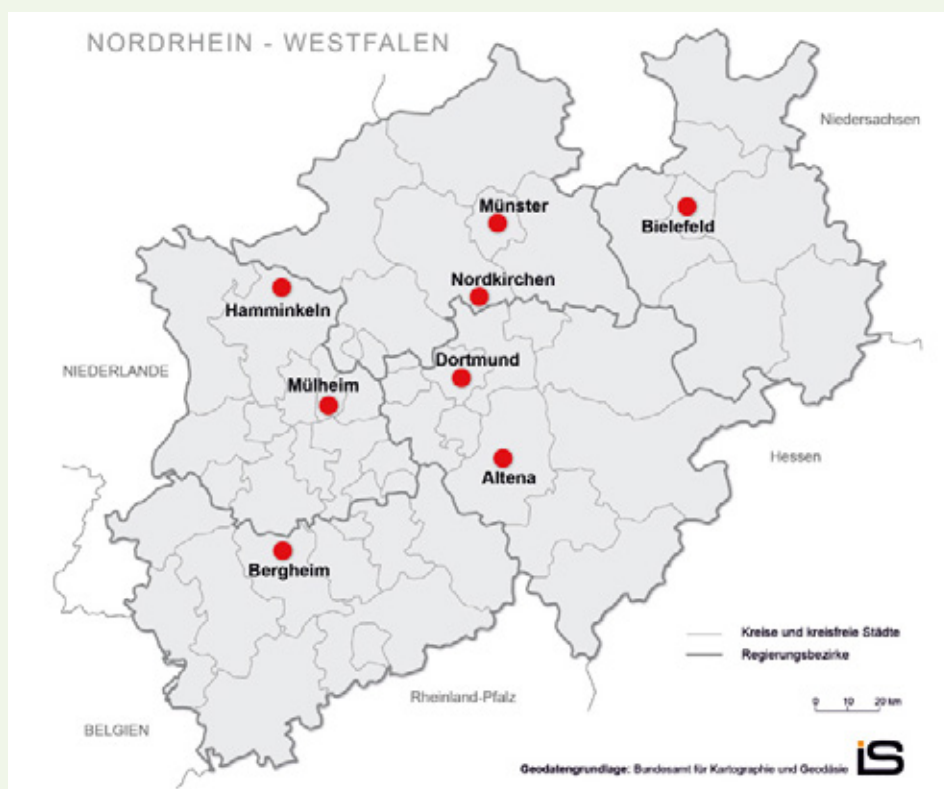 NORDRHEIN - WESTFALEN
Niedersachsen
Münster
Bielefeld
Nordkirchen
Hamminkeln
NIEDERLANDE
Dortmund
Mülheim
Hessen
Altena
Bergheim
Kreise und kreisfreie Städte
Regierungsbezirke
Rheinland-Pfalz
0 10 20 km
BELGIEN
Geodatengrundlage: Bundesamt für Kartographie und Geodäsie
iS